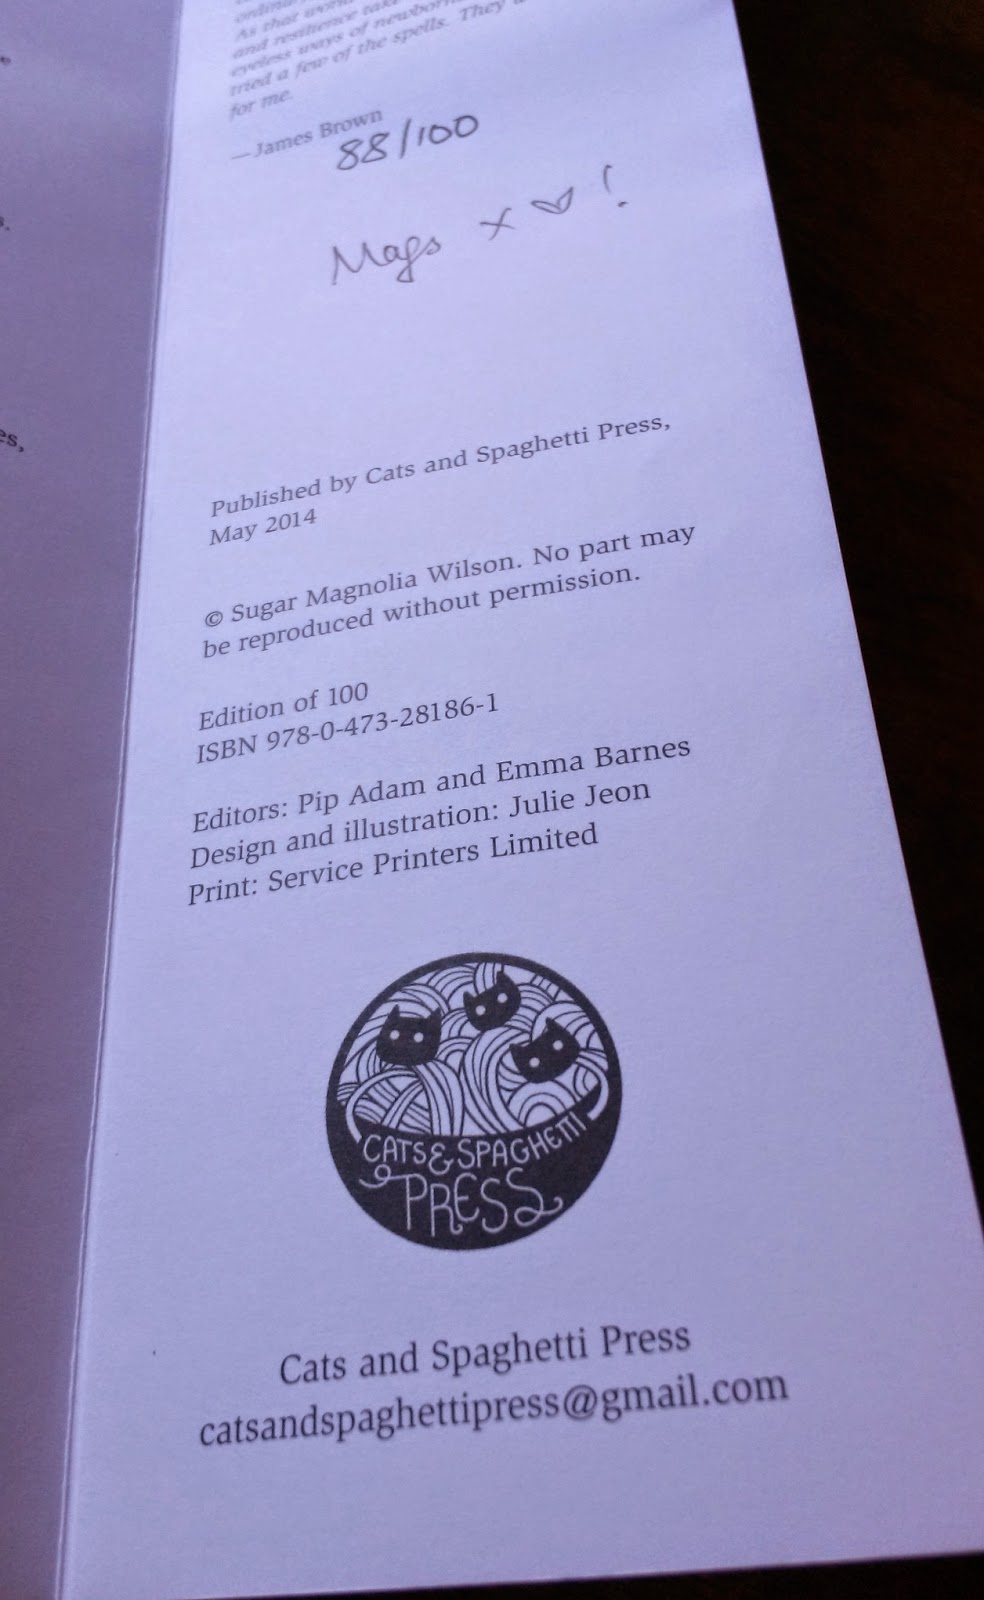 As that world
and resilience take
eyeless ways of newborn
tried a few of the spells. They
for me.
—James Brown
88/100
Mags x ♡ !
es,
Published by Cats and Spaghetti Press,
May 2014
© Sugar Magnolia Wilson. No part may
be reproduced without permission.
Edition of 100
ISBN 978-0-473-28186-1
Editors: Pip Adam and Emma Barnes
Design and illustration: Julie Jeon
Print: Service Printers Limited
CATS & SPAGHETTI
PRESS
Cats and Spaghetti Press
catsandspaghettipress@gmail.com